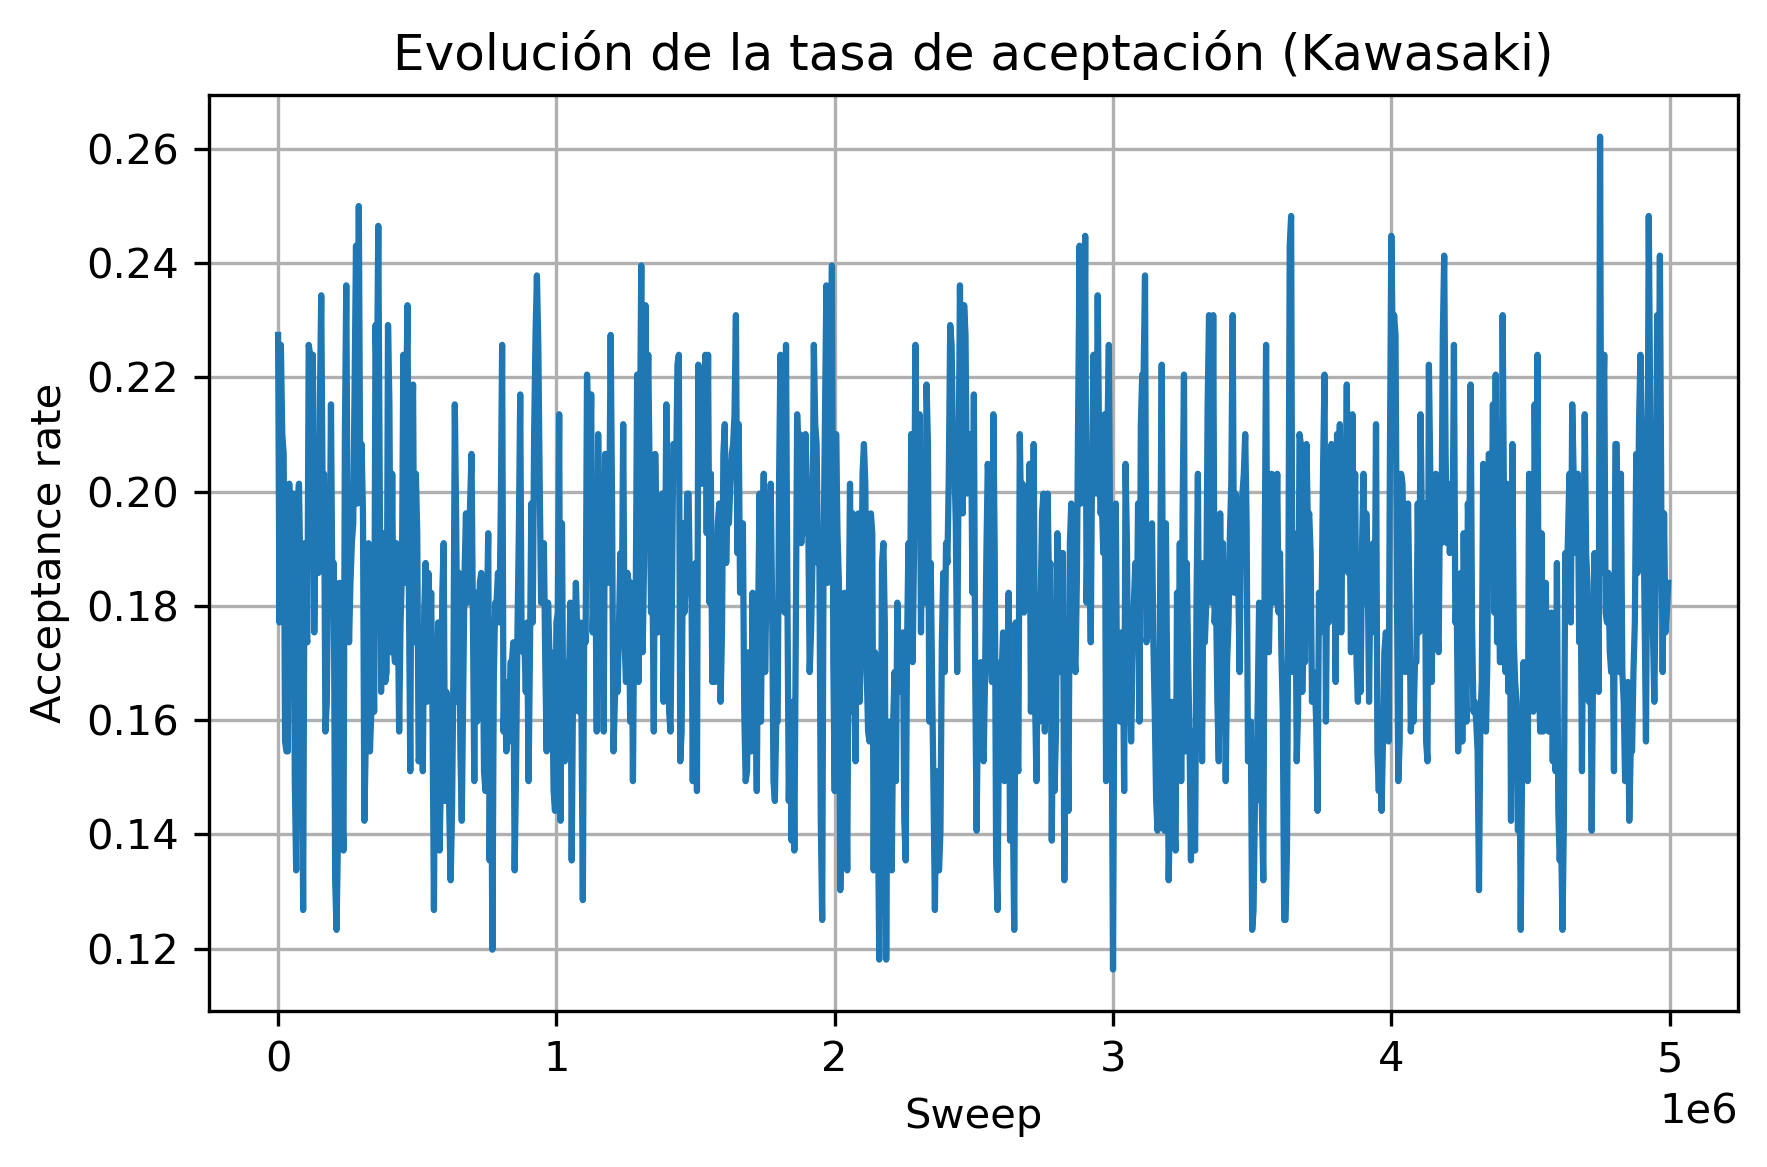 Evolución de la tasa de aceptación (Kawasaki)
Acceptance rate
0.26
0.24
0.22
0.20
0.18
0.16
0.14
0.12
0 1 2 3 4 5
1e6
Sweep